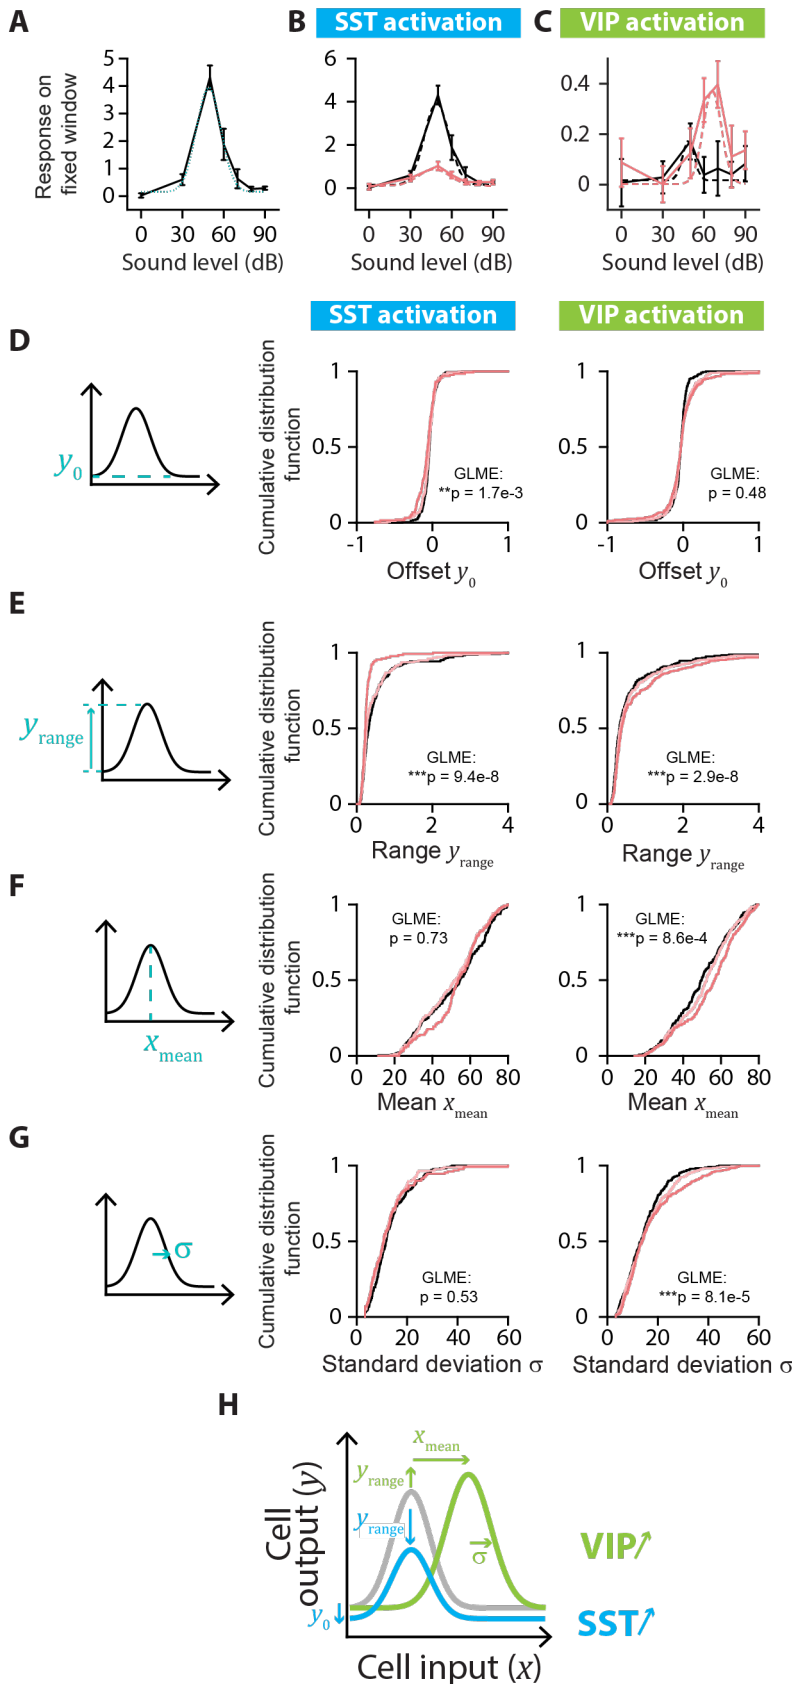 A
B
SST activation
C
VIP activation
Response on
fixed window
5
4
3
2
1
0
0 30 60 90
Sound level (dB)
6
4
2
0
0 30 60 90
Sound level (dB)
0.4
0.2
0
0 30 60 90
Sound level (dB)
SST activation
VIP activation
D
y0
Cumulative distribution
function
1
0.5
0
GLME:
**p = 1.7e-3
-1 0 1
Offset y0
1
0.5
0
GLME:
p = 0.48
-1 0 1
Offset y0
E
yrange
Cumulative distribution
function
1
0.5
0
GLME:
***p = 9.4e-8
0 2 4
Range yrange
1
0.5
0
GLME:
***p = 2.9e-8
0 2 4
Range yrange
F
xmean
Cumulative distribution
function
1
0.5
0
GLME:
p = 0.73
0 20 40 60 80
Mean xmean
1
0.5
0
GLME:
***p = 8.6e-4
0 20 40 60 80
Mean xmean
G
σ
Cumulative distribution
function
1
0.5
0
GLME:
p = 0.53
0 20 40 60
Standard deviation σ
1
0.5
0
GLME:
***p = 8.1e-5
0 20 40 60
Standard deviation σ
H
Cell
output (y)
xmean
yrange
yrange
σ
y0
VIP↗
SST↗
Cell input (x)